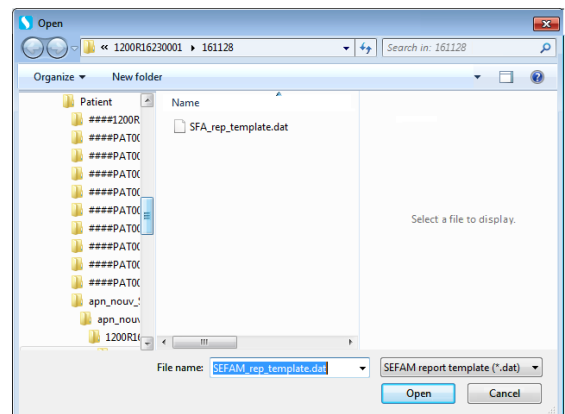 Open
« 1200R16230001 ▸ 161128
Search in: 161128
Organize ▾ New folder
Patient
####1200R
####PAT00
####PAT00
####PAT00
####PAT00
####PAT00
####PAT00
####PAT00
####PAT00
####PAT00
apn_nouv_S
apn_nouv
1200R16
Name
SFA_rep_template.dat
Select a file to display.
File name: SEFAM_rep_template.dat
SEFAM report template (*.dat)
Open Cancel